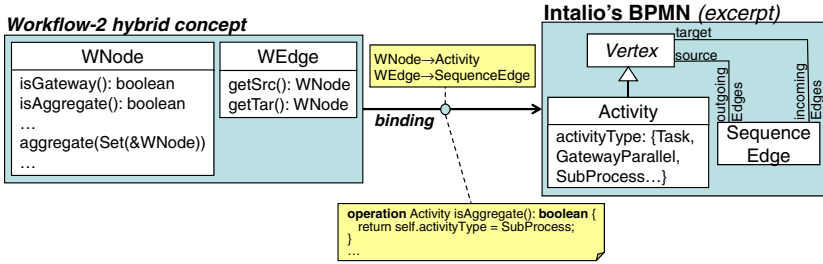 Workflow-2 hybrid concept
WNode
isGateway(): boolean
isAggregate(): boolean
…
aggregate(Set(&WNode))
…
WEdge
getSrc(): WNode
getTar(): WNode
WNode→Activity
WEdge→SequenceEdge
binding
operation Activity isAggregate(): boolean {
return self.activityType = SubProcess;
}
…
Intalio's BPMN (excerpt)
Vertex
target
source
outgoing
Edges
incoming
Edges
Activity
activityType: {Task,
GatewayParallel,
SubProcess…}
Sequence
Edge